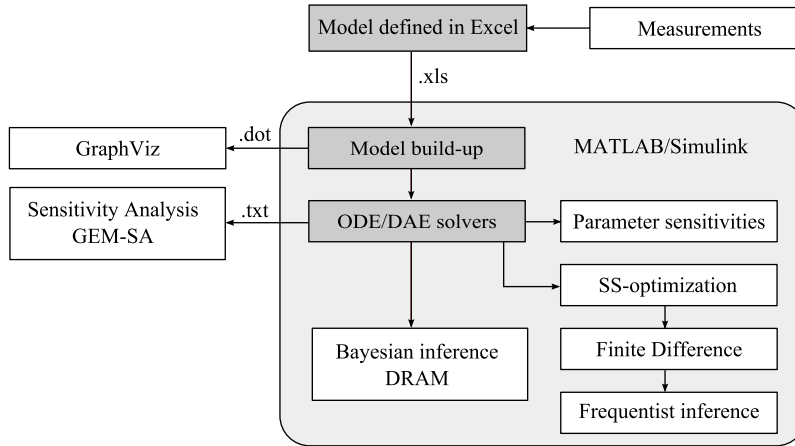 Model defined in Excel
Measurements
.xls
.dot
GraphViz
Model build-up
MATLAB/Simulink
Sensitivity Analysis
GEM-SA
.txt
ODE/DAE solvers
Parameter sensitivities
SS-optimization
Bayesian inference
DRAM
Finite Difference
Frequentist inference